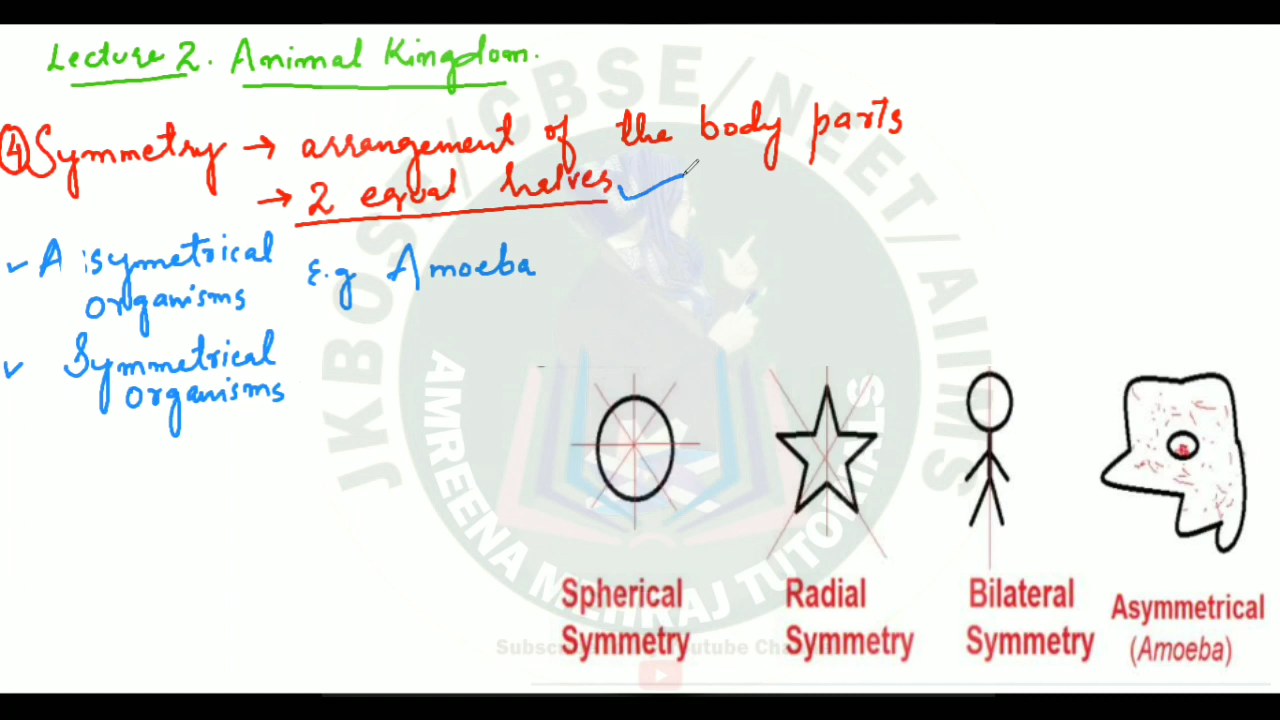 Lecture 2. Animal Kingdom.
④ Symmetry → arrangement of the body parts
→ 2 equal halves ✓
✓ A isymmetrical
organisms
E.g Amoeba
✓ Symmetrical
organisms
Spherical
Symmetry
Radial
Symmetry
Bilateral
Symmetry
Asymmetrical
(Amoeba)
JKBOSE/CBSE/NEET/AIIMS
AMREENA MEHRAJ TUTORIALS